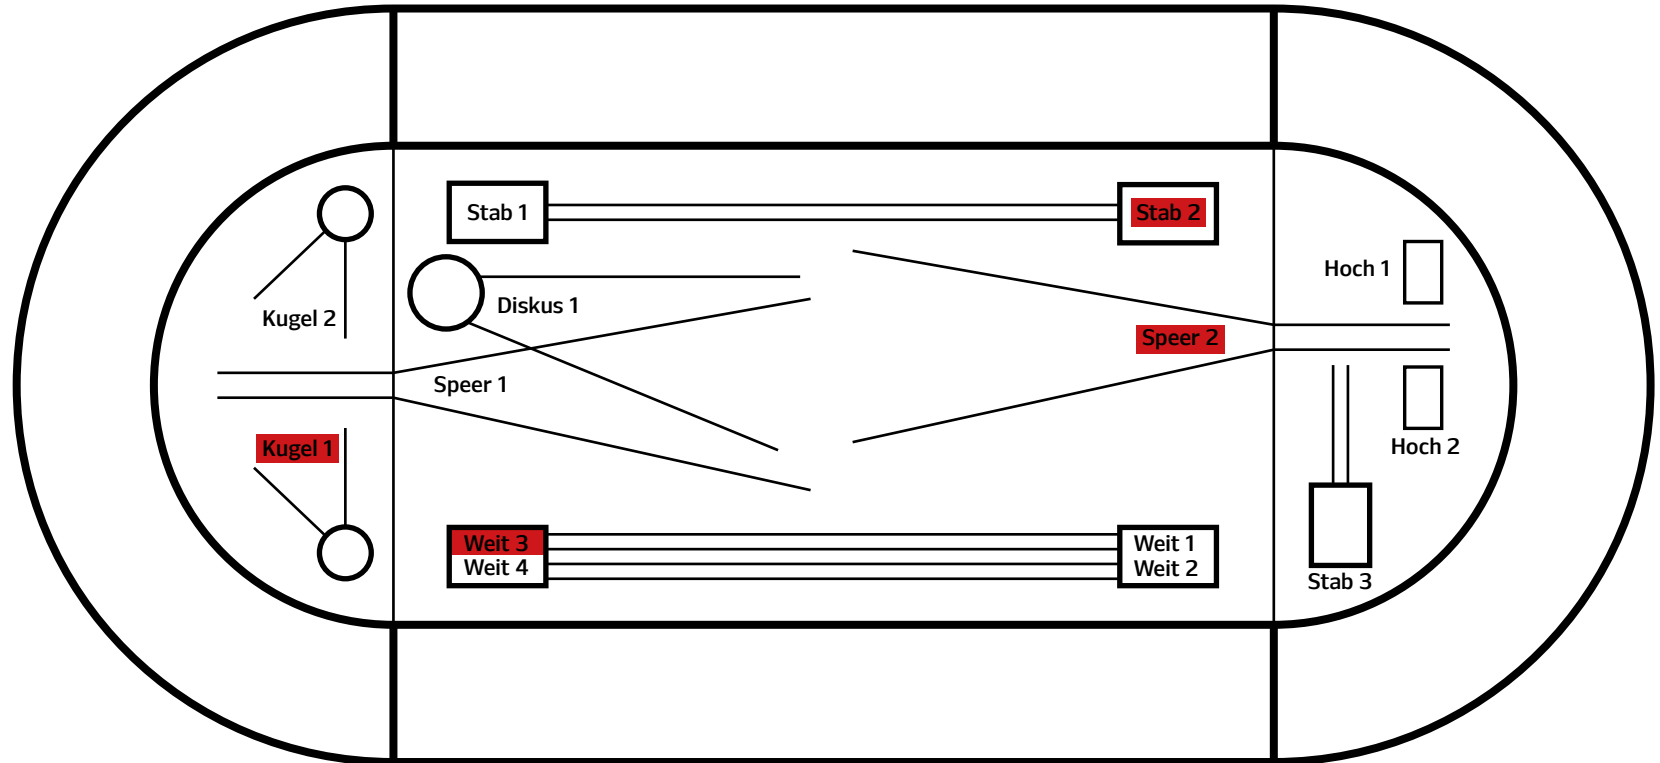 Stab 1
Stab 2
Hoch 1
Kugel 2
Diskus 1
Speer 2
Speer 1
Kugel 1
Hoch 2
Weit 3
Weit 4
Weit 1
Weit 2
Stab 3